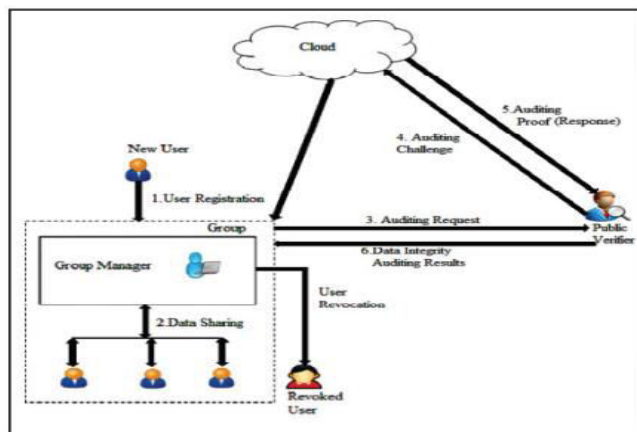 Cloud
5.Auditing
Proof (Response)
4. Auditing
Challenge
New User
1.User Registration
Group
3. Auditing Request
Public
Verifier
6.Data Integrity
Auditing Results
Group Manager
User
Revocation
2.Data Sharing
Revoked
User